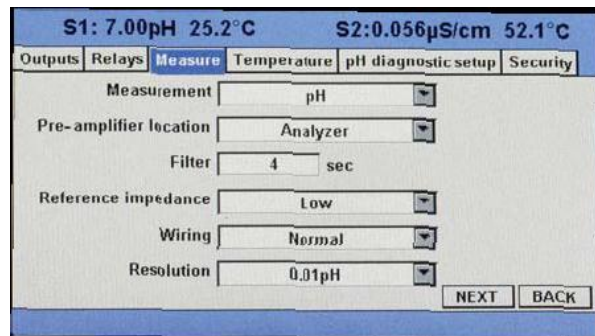 S1: 7.00pH 25.2°C S2:0.056µS/cm 52.1°C
Outputs Relays Measure Temperature pH diagnostic setup Security
Measurement pH
Pre-amplifier location Analyzer
Filter 4 sec
Reference impedance Low
Wiring Normal
Resolution 0.01pH
NEXT BACK